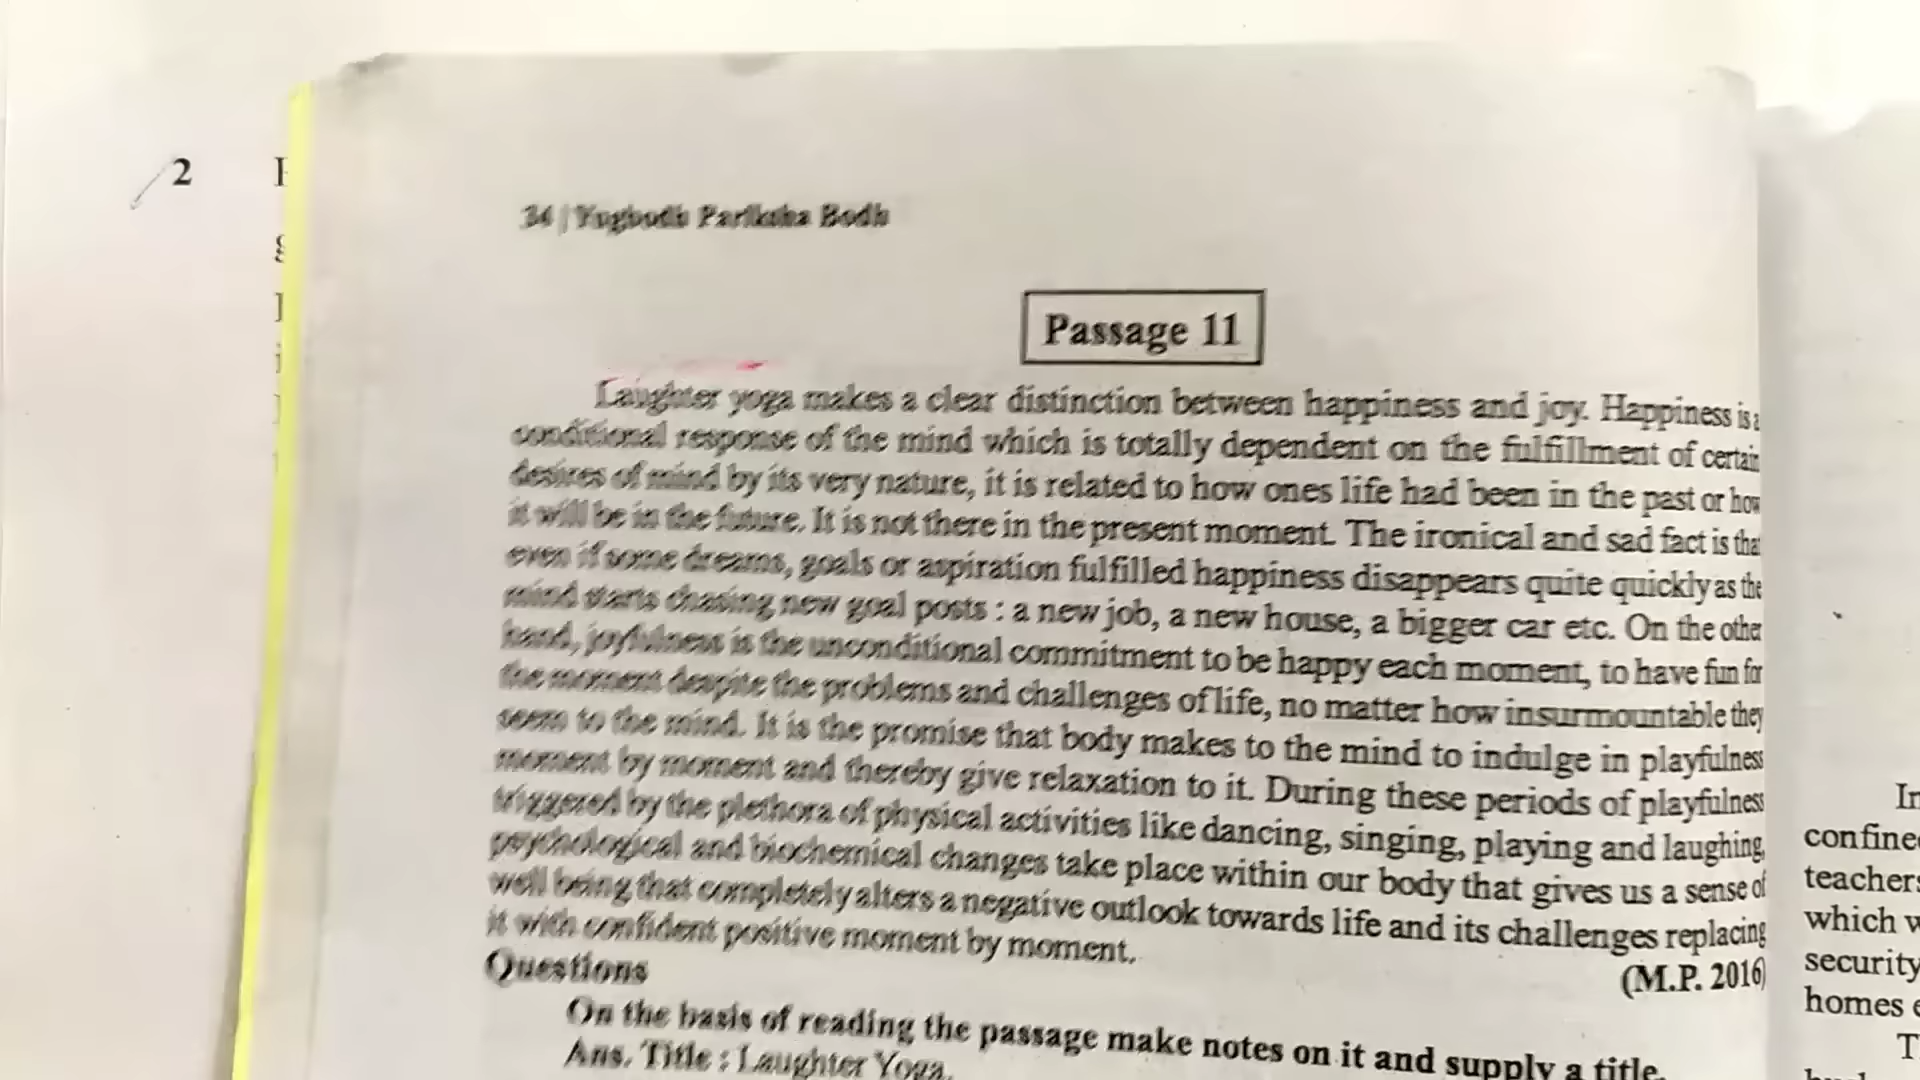 2
34 | Yugbodh Pariksha Bodh
Passage 11
Laughter yoga makes a clear distinction between happiness and joy. Happiness is a
conditional response of the mind which is totally dependent on the fulfillment of certain
desires of mind by its very nature, it is related to how ones life had been in the past or how
it will be in the future. It is not there in the present moment. The ironical and sad fact is that
even if some dreams, goals or aspiration fulfilled happiness disappears quite quickly as the
mind starts chasing new goal posts : a new job, a new house, a bigger car etc. On the other
hand, joyfulness is the unconditional commitment to be happy each moment, to have fun for
the moment despite the problems and challenges of life, no matter how insurmountable they
seem to the mind. It is the promise that body makes to the mind to indulge in playfulness
moment by moment and thereby give relaxation to it. During these periods of playfulness
triggered by the plethora of physical activities like dancing, singing, playing and laughing,
psychological and biochemical changes take place within our body that gives us a sense of
well being that completely alters a negative outlook towards life and its challenges replacing
it with confident positive moment by moment.
(M.P. 2016)
Questions
On the basis of reading the passage make notes on it and supply a title.
Ans. Title : Laughter Yoga.
In
confined
teachers
which w
security
homes
T